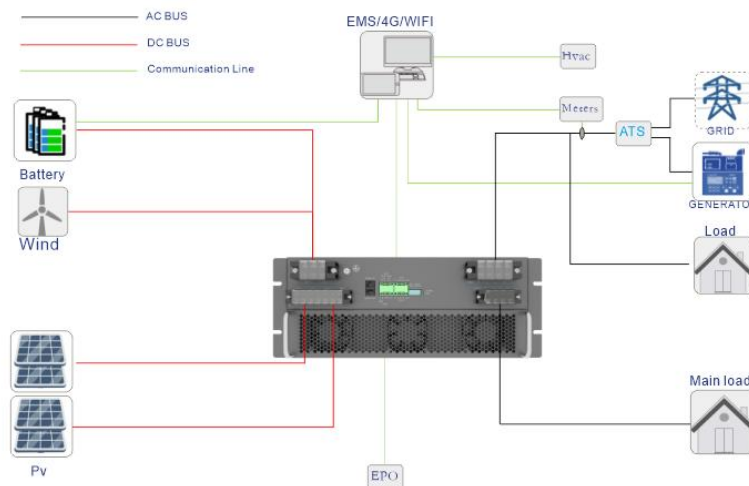 AC BUS
EMS/4G/WIFI
DC BUS
Communication Line
Hvac
Meters
ATS
GRID
Battery
GENERATO
Wind
Load
Main load
Pv
EPO